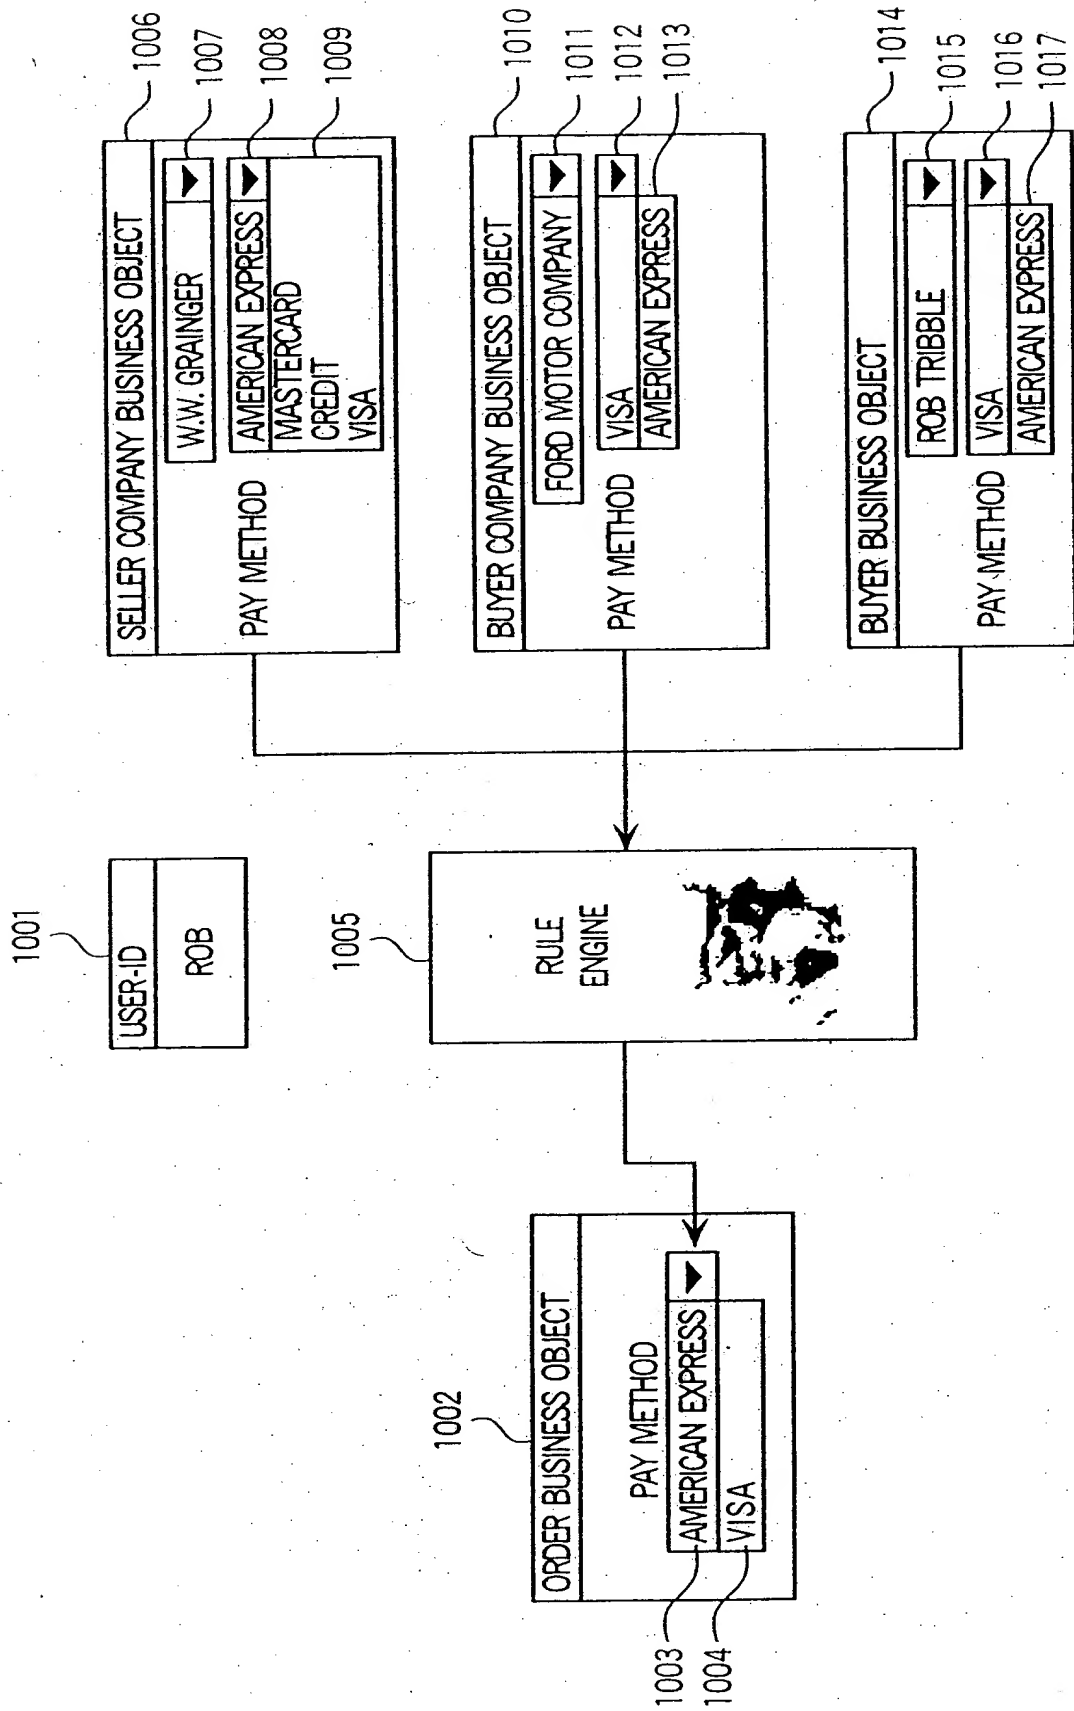 1001
USER-ID
ROB
1002
ORDER BUSINESS OBJECT
PAY METHOD
1003
AMERICAN EXPRESS
1004
VISA
1005
RULE
ENGINE
SELLER COMPANY BUSINESS OBJECT
1006
W.W. GRAINGER
1007
PAY METHOD
AMERICAN EXPRESS
1008
MASTERCARD
CREDIT
VISA
1009
BUYER COMPANY BUSINESS OBJECT
1010
FORD MOTOR COMPANY
1011
PAY METHOD
VISA
1012
AMERICAN EXPRESS
1013
BUYER BUSINESS OBJECT
1014
ROB TRIBBLE
1015
PAY METHOD
VISA
1016
AMERICAN EXPRESS
1017